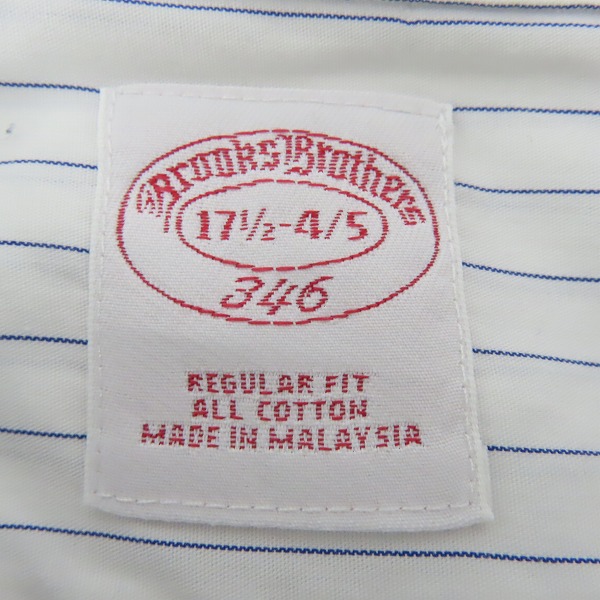 Brooks Brothers
17½-4/5
346
REGULAR FIT
ALL COTTON
MADE IN MALAYSIA